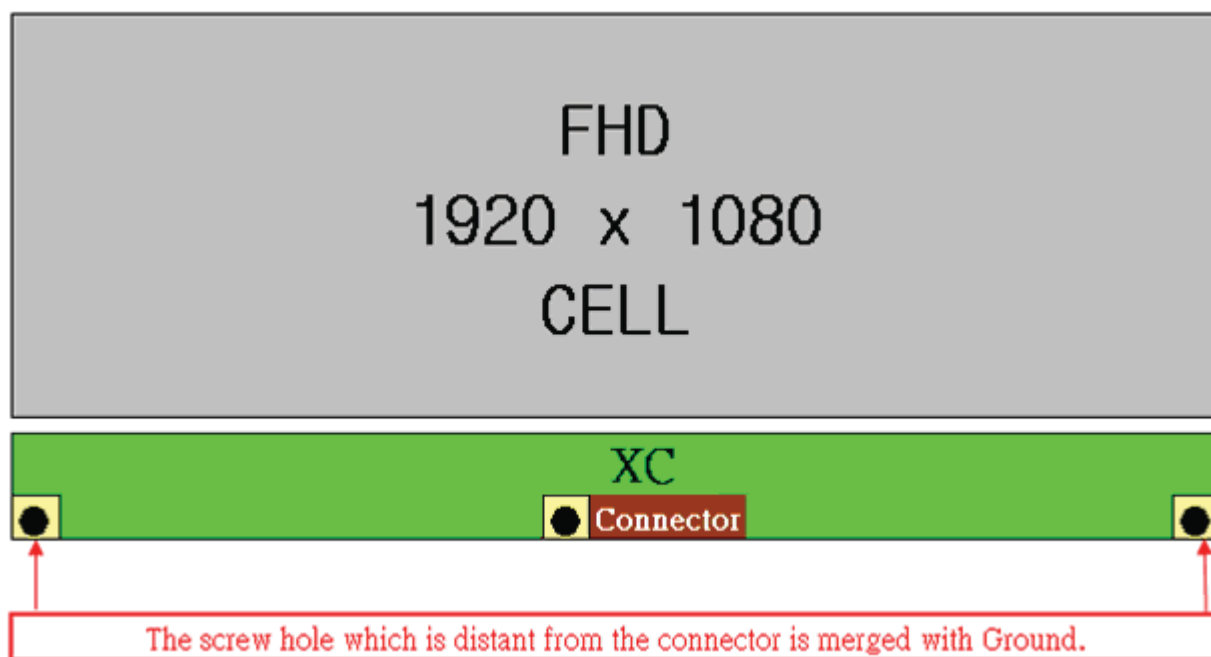 FHD
1920 x 1080
CELL
XC
Connector
The screw hole which is distant from the connector is merged with Ground.